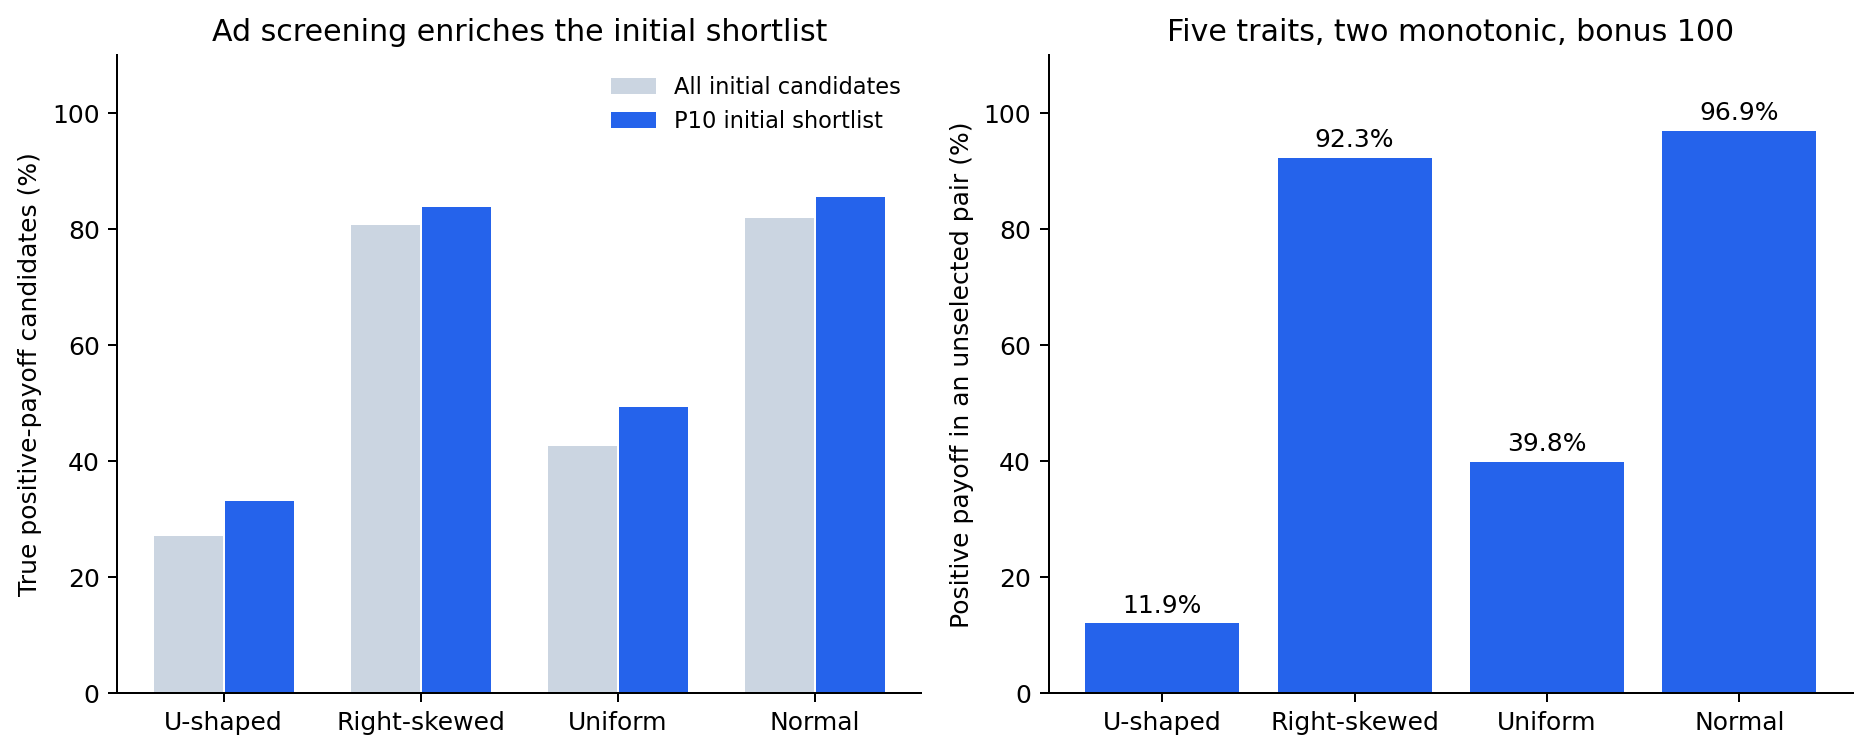 Ad screening enriches the initial shortlist
True positive-payoff candidates (%)
100
80
60
40
20
0
All initial candidates
P10 initial shortlist
U-shaped
Right-skewed
Uniform
Normal
Five traits, two monotonic, bonus 100
Positive payoff in an unselected pair (%)
100
80
60
40
20
0
11.9%
92.3%
39.8%
96.9%
U-shaped
Right-skewed
Uniform
Normal